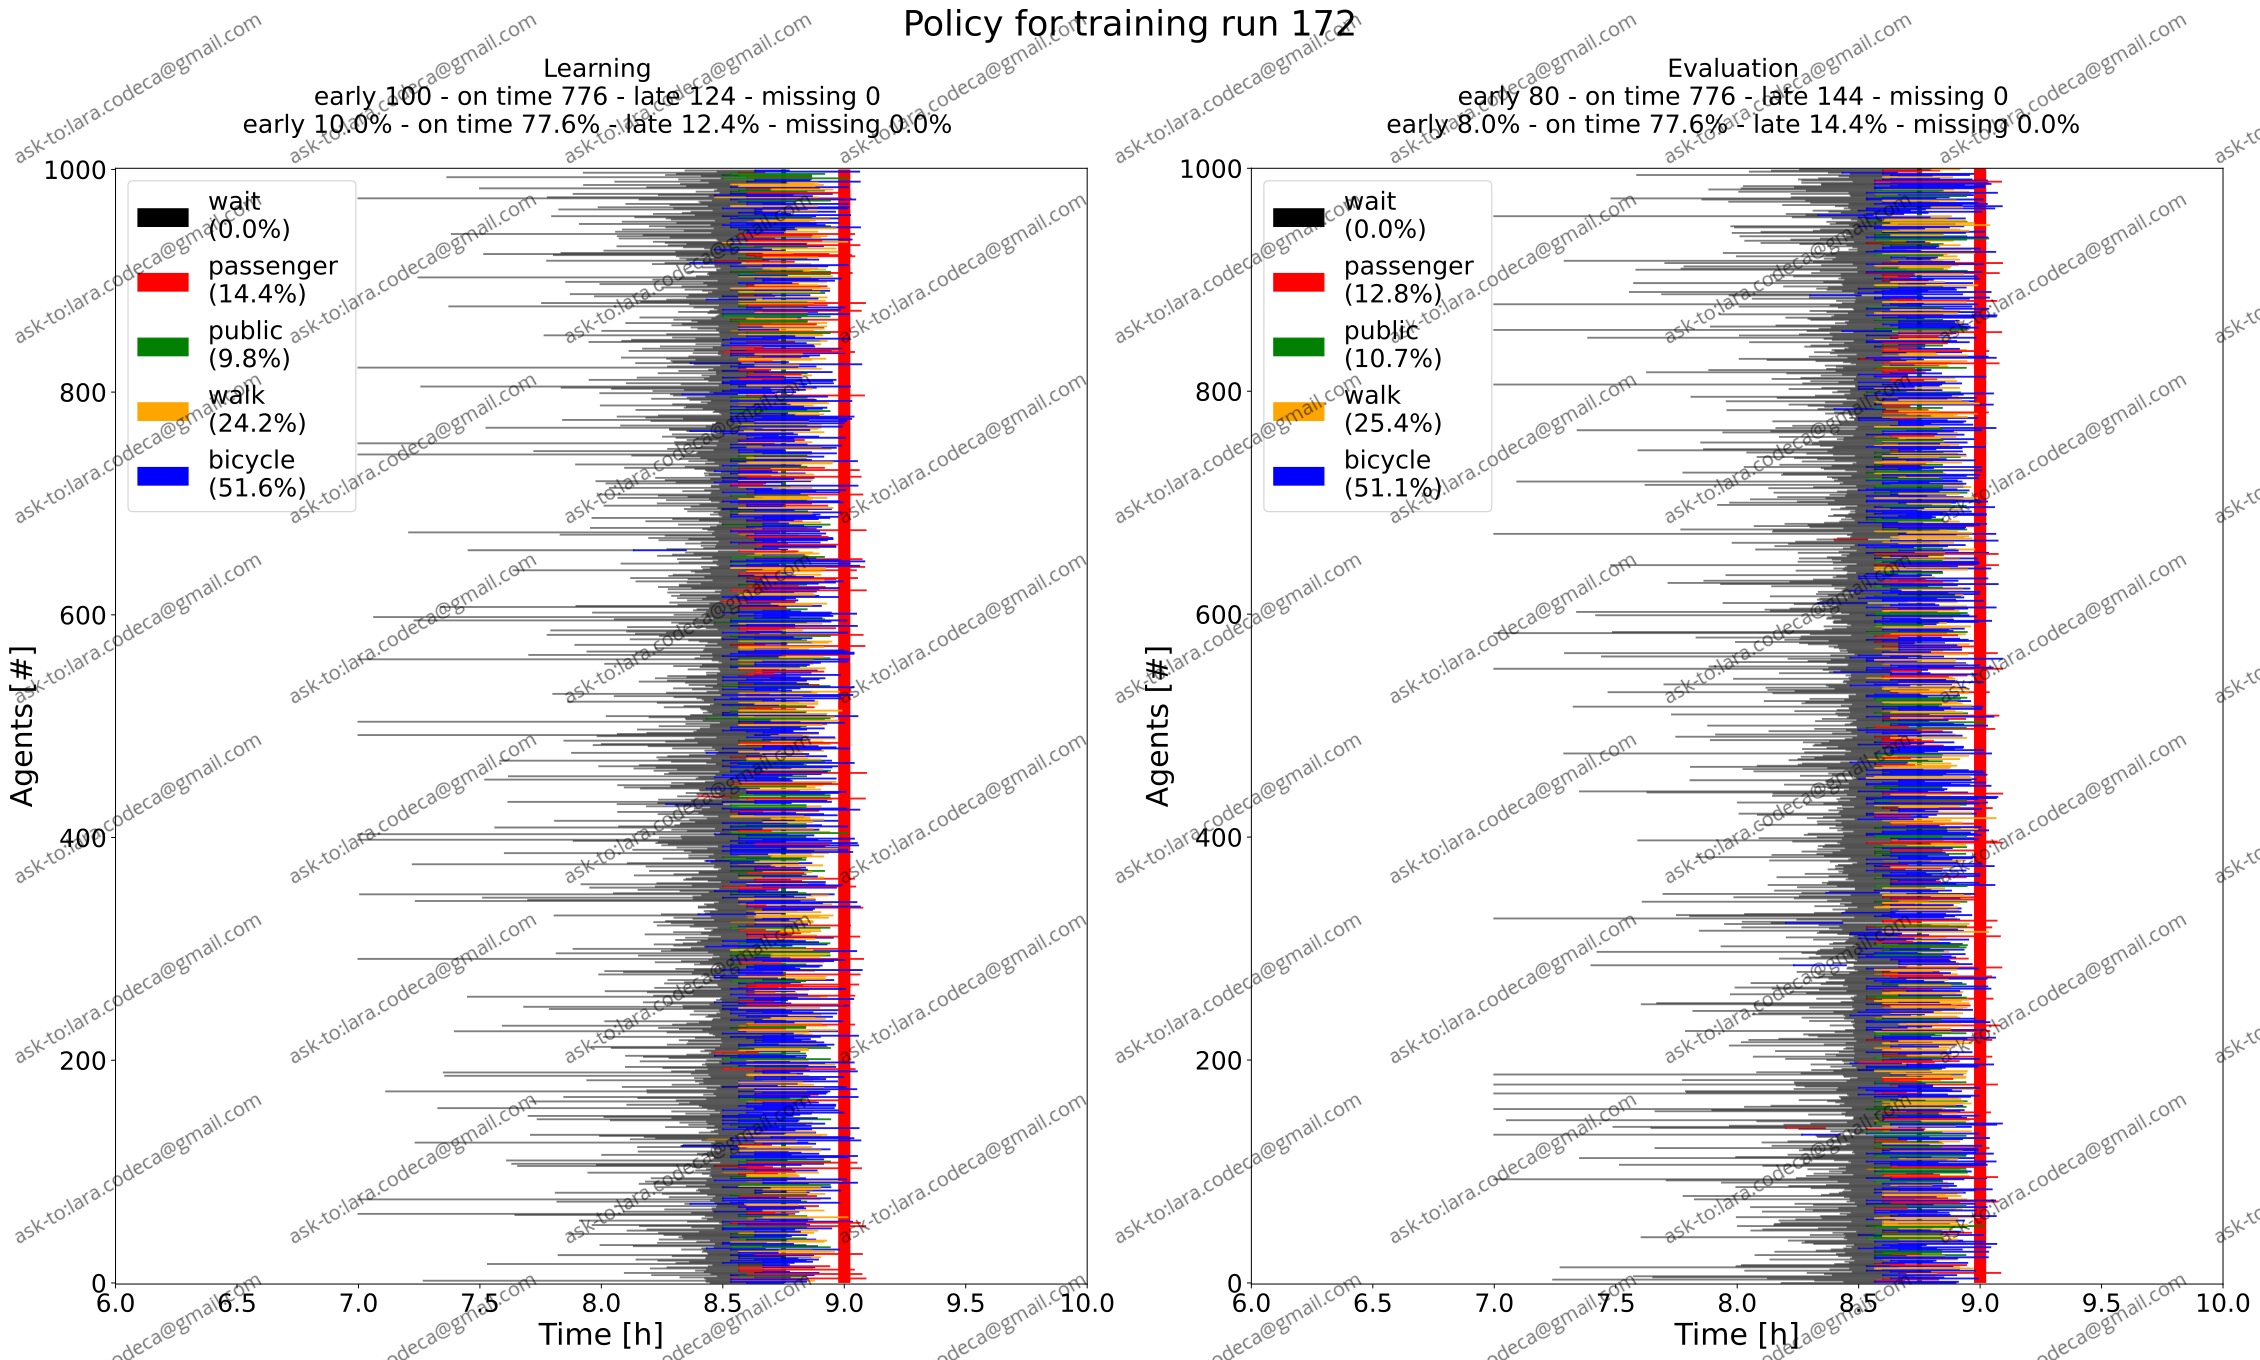 Policy for training run 172
Learning
early 100 - on time 776 - late 124 - missing 0
early 10.0% - on time 77.6% - late 12.4% - missing 0.0%
1000
800
600
400
200
0
Agents [#]
wait
(0.0%)
passenger
(14.4%)
public
(9.8%)
walk
(24.2%)
bicycle
(51.6%)
6.0 6.5 7.0 7.5 8.0 8.5 9.0 9.5 10.0
Time [h]
Evaluation
early 80 - on time 776 - late 144 - missing 0
early 8.0% - on time 77.6% - late 14.4% - missing 0.0%
1000
800
600
400
200
0
Agents [#]
wait
(0.0%)
passenger
(12.8%)
public
(10.7%)
walk
(25.4%)
bicycle
(51.1%)
6.0 6.5 7.0 7.5 8.0 8.5 9.0 9.5 10.0
Time [h]
ask-to:lara.codeca@gmail.com